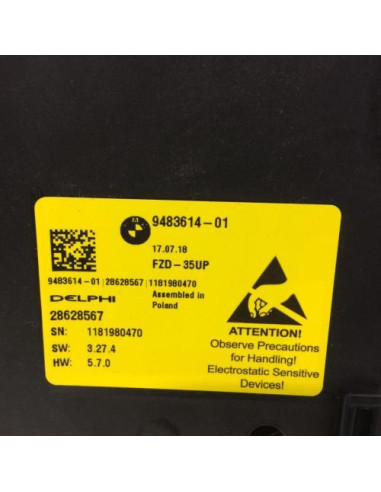 9483614-01
17.07.18
FZD-35UP
9483614-01|28628567|1181980470
DELPHI
Assembled in
Poland
28628567
SN: 1181980470
SW: 3.27.4
HW: 5.7.0
ATTENTION!
Observe Precautions
for Handling!
Electrostatic Sensitive
Devices!